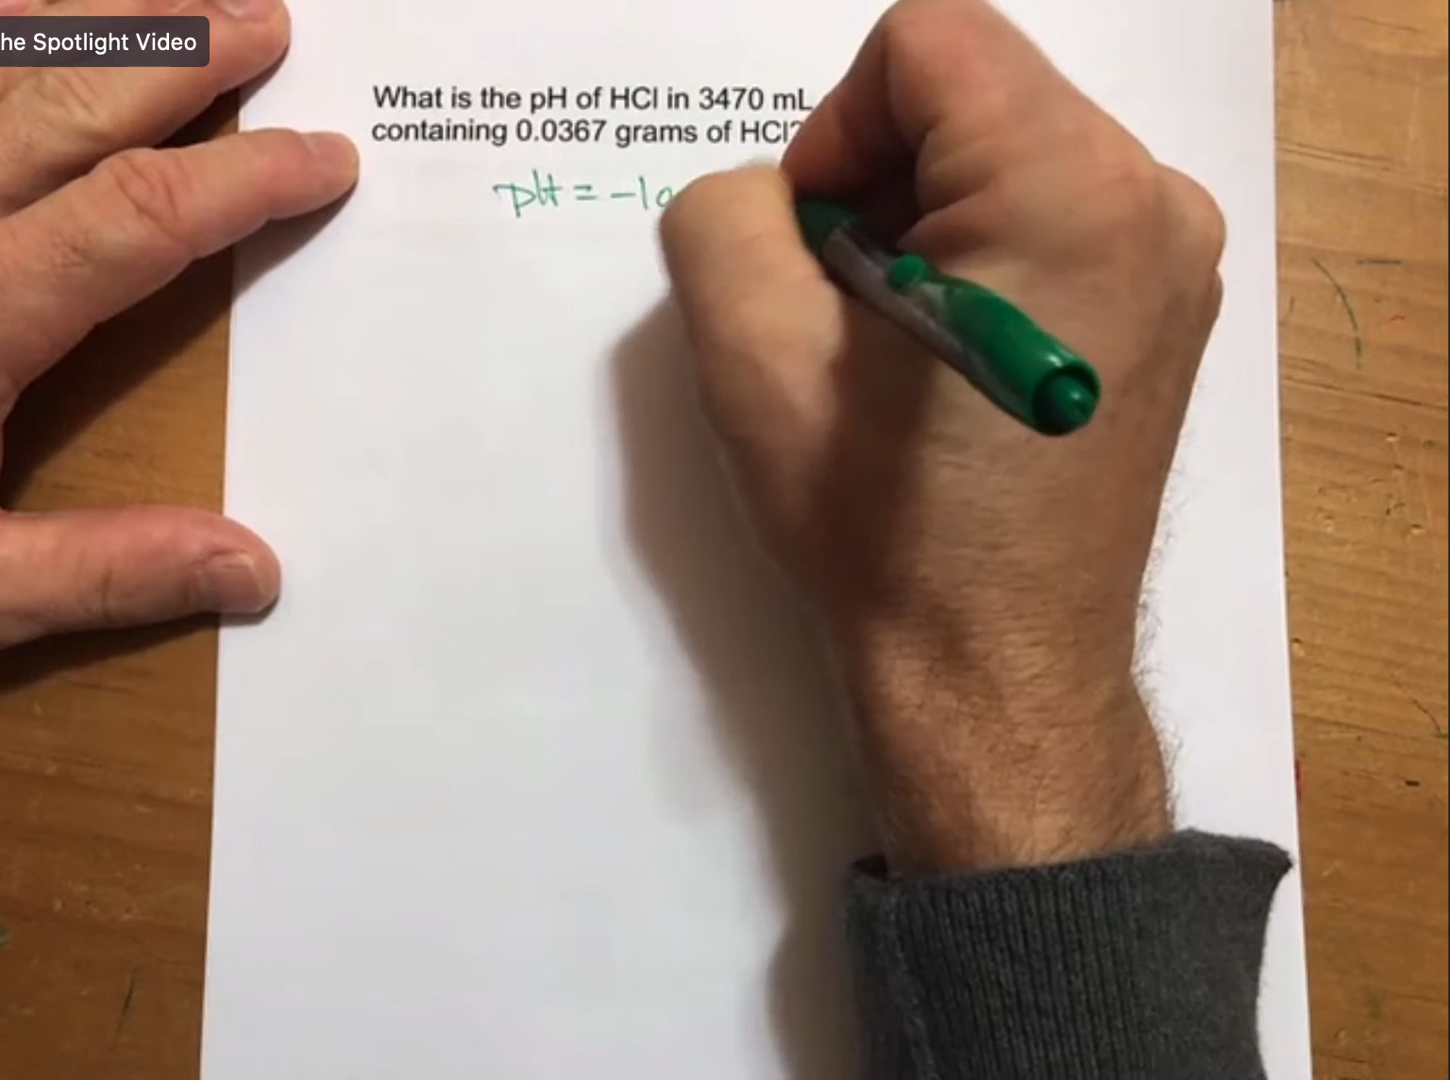 he Spotlight Video
What is the pH of HCl in 3470 mL
containing 0.0367 grams of HCl?
pH = -lo